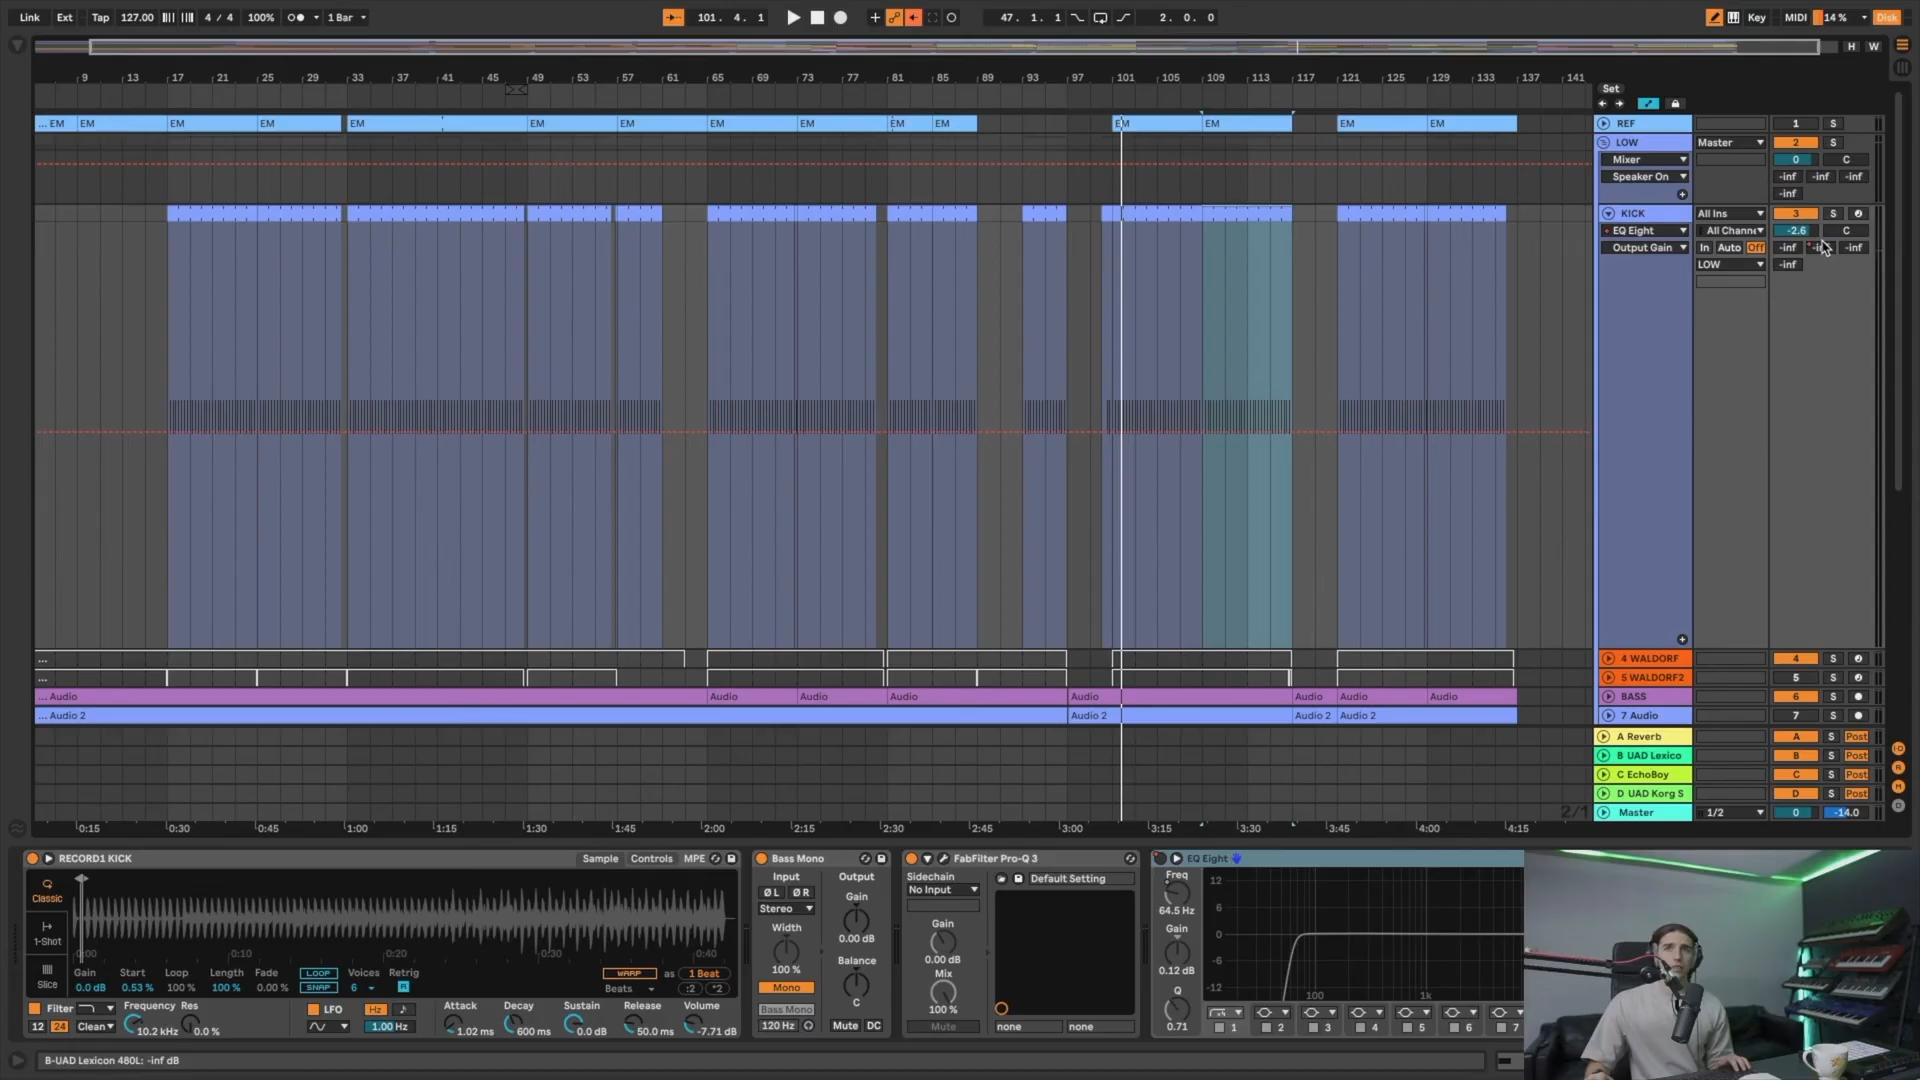 Link Ext Tap 127.00 4 / 4 100% 1 Bar 101. 4. 1 47. 1. 1 2. 0. 0 Key MIDI 14 % Disk
H W
9 13 17 21 25 29 33 37 41 45 49 53 57 61 65 69 73 77 81 85 89 93 97 101 105 109 113 117 121 125 129 133 137 141
Set
... EM EM EM EM EM EM EM EM EM EM EM EM EM EM EM REF 1 S
LOW Master 2 S
Mixer 0 C
Speaker On -inf -inf -inf
-inf
KICK All Ins 3 S
EQ Eight All Channe -2.6 C
Output Gain In Auto Off -inf -inf
LOW -inf
... 4 WALDORF 4 S
... 5 WALDORF2 5 S
... Audio Audio Audio Audio Audio Audio Audio Audio BASS 6 S
... Audio 2 Audio 2 Audio 2 Audio 2 7 Audio 7 S
A Reverb A S Post
B UAD Lexico B S Post
C EchoBoy C S Post
D UAD Korg S D S Post
2/1 Master 1/2 0 -14.0
0:15 0:30 0:45 1:00 1:15 1:30 1:45 2:00 2:15 2:30 2:45 3:00 3:15 3:30 3:45 4:00 4:15
RECORD1 KICK Sample Controls MPE Bass Mono FabFilter Pro-Q 3 EQ Eight
Classic
1-Shot
Slice
0:00 0:10 0:20 0:30 0:40
Gain Start Loop Length Fade LOOP Voices Retrig WARP as 1 Beat
0.0 dB 0.53 % 100 % 100 % 0.00 % SNAP 6 R Beats :2 *2
Filter Frequency Res LFO Hz Attack Decay Sustain Release Volume
12 24 Clean 10.2 kHz 0.0 % 1.00 Hz 1.02 ms 600 ms 0.0 dB 50.0 ms -7.71 dB
Input Output
Ø L Ø R Gain
Stereo
Width 0.00 dB
100 % Balance
Mono
Bass Mono C
120 Hz Mute DC
Sidechain Default Setting
No Input
Gain
0.00 dB
Mix
100 %
Mute none none
Freq 12
64.5 Hz 6
Gain 0
0.12 dB -6
Q -12 100 1k
0.71 1 2 3 4 5 6 7
B-UAD Lexicon 480L: -inf dB